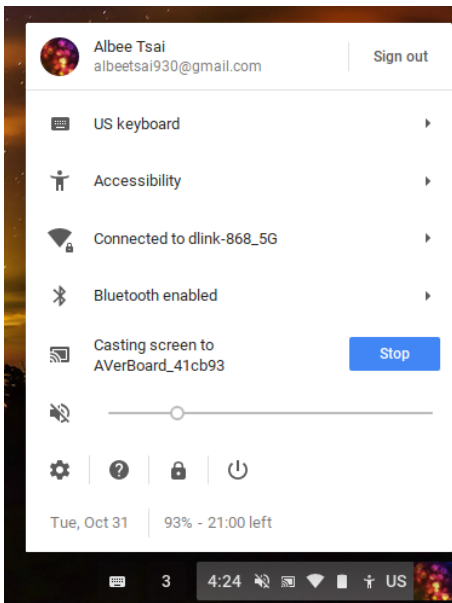 Albee Tsai
albeetsai930@gmail.com
Sign out
US keyboard
Accessibility
Connected to dlink-868_5G
Bluetooth enabled
Casting screen to
AVerBoard_41cb93
Stop
Tue, Oct 31
93% - 21:00 left
3
4:24
US